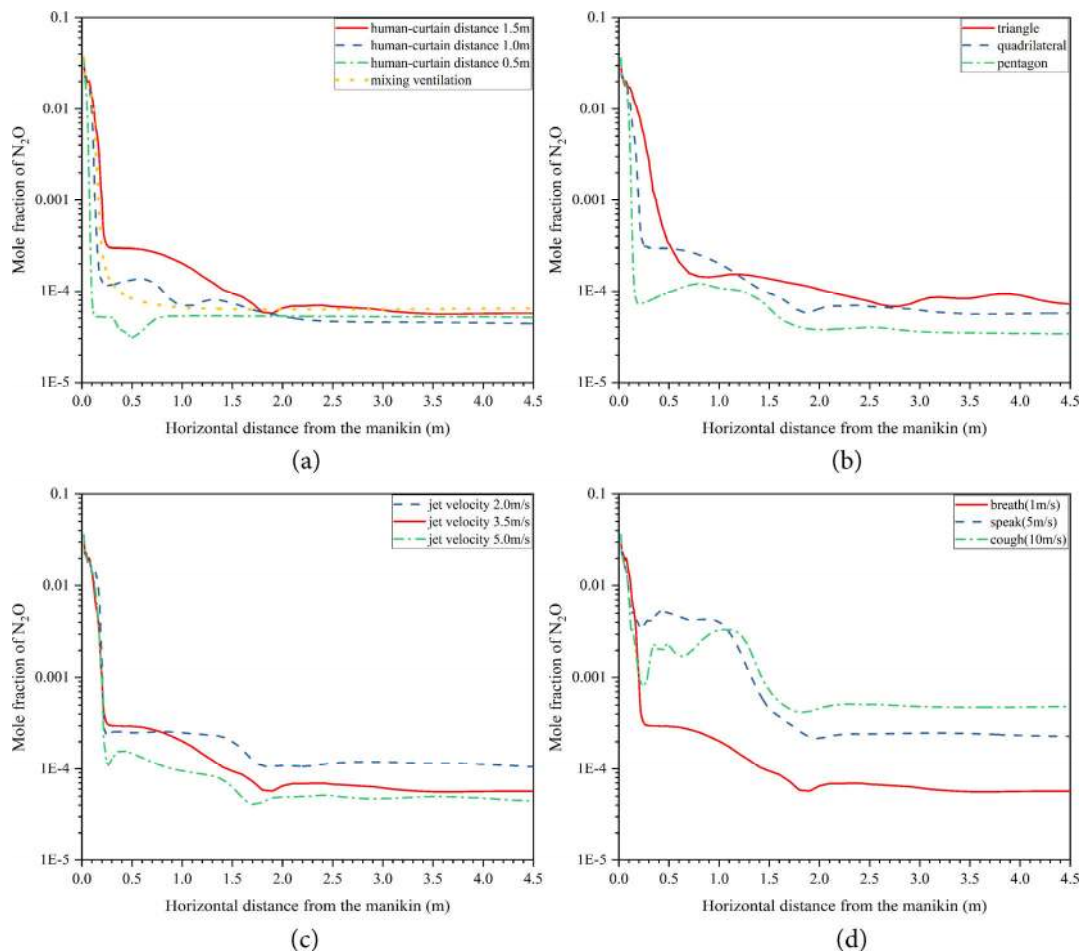 0.1
0.01
0.001
1E-4
1E-5
Mole fraction of N₂O
human-curtain distance 1.5m
human-curtain distance 1.0m
human-curtain distance 0.5m
mixing ventilation
0.0 0.5 1.0 1.5 2.0 2.5 3.0 3.5 4.0 4.5
Horizontal distance from the manikin (m)
(a)
0.1
0.01
0.001
1E-4
1E-5
Mole fraction of N₂O
triangle
quadrilateral
pentagon
0.0 0.5 1.0 1.5 2.0 2.5 3.0 3.5 4.0 4.5
Horizontal distance from the manikin (m)
(b)
0.1
0.01
0.001
1E-4
1E-5
Mole fraction of N₂O
jet velocity 2.0m/s
jet velocity 3.5m/s
jet velocity 5.0m/s
0.0 0.5 1.0 1.5 2.0 2.5 3.0 3.5 4.0 4.5
Horizontal distance from the manikin (m)
(c)
0.1
0.01
0.001
1E-4
1E-5
Mole fraction of N₂O
breath(1m/s)
speak(5m/s)
cough(10m/s)
0.0 0.5 1.0 1.5 2.0 2.5 3.0 3.5 4.0 4.5
Horizontal distance from the manikin (m)
(d)